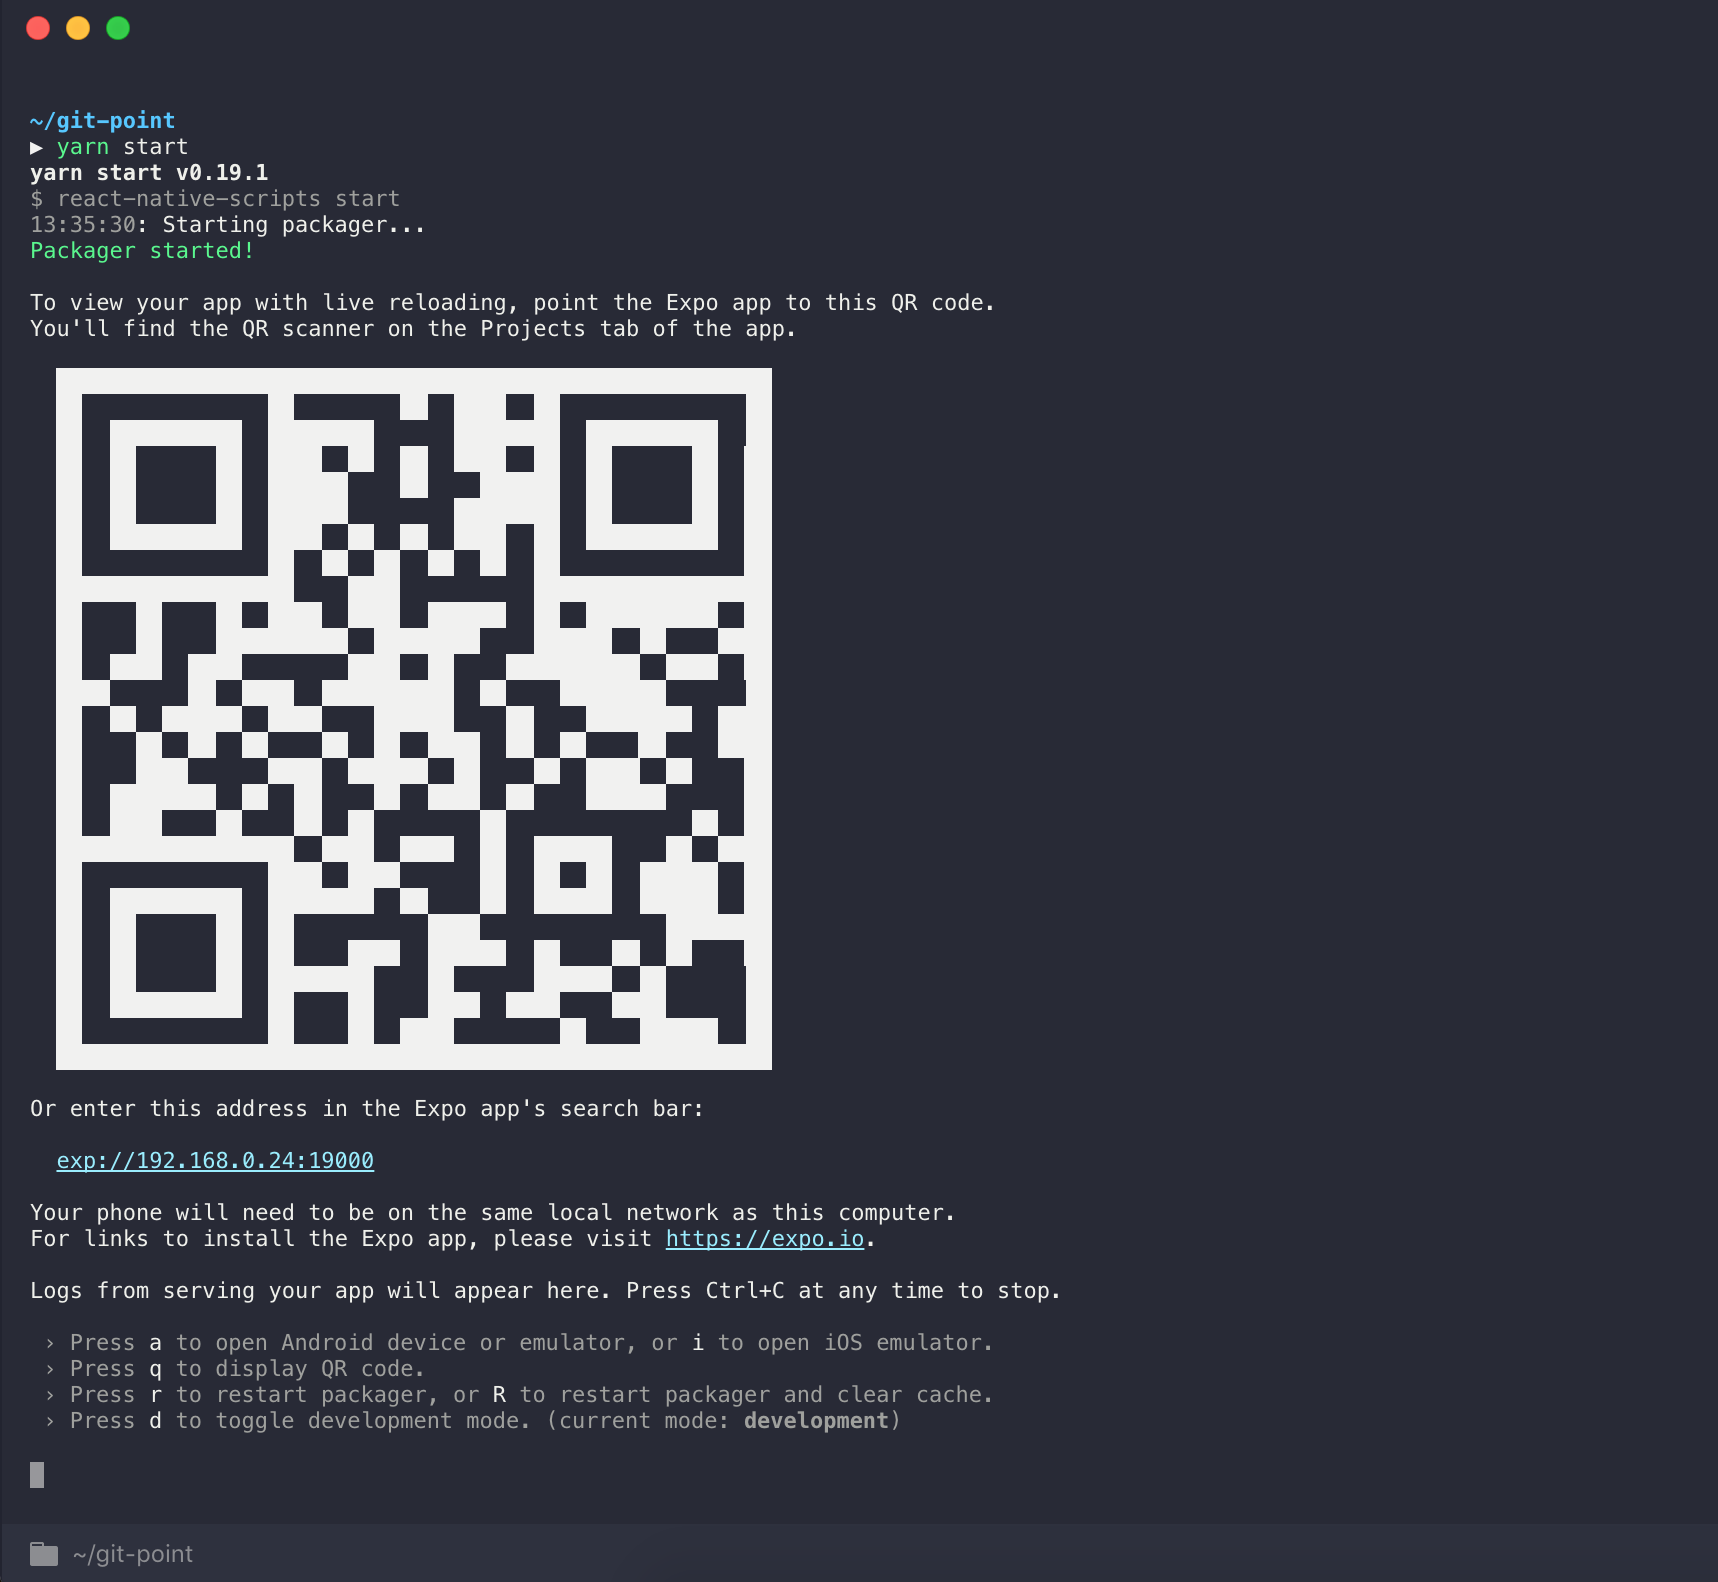 ~/git-point
▶ yarn start
yarn start v0.19.1
$ react-native-scripts start
13:35:30: Starting packager...
Packager started!
To view your app with live reloading, point the Expo app to this QR code.
You'll find the QR scanner on the Projects tab of the app.
Or enter this address in the Expo app's search bar:
exp://192.168.0.24:19000
Your phone will need to be on the same local network as this computer.
For links to install the Expo app, please visit https://expo.io.
Logs from serving your app will appear here. Press Ctrl+C at any time to stop.
› Press a to open Android device or emulator, or i to open iOS emulator.
› Press q to display QR code.
› Press r to restart packager, or R to restart packager and clear cache.
› Press d to toggle development mode. (current mode: development)
~/git-point